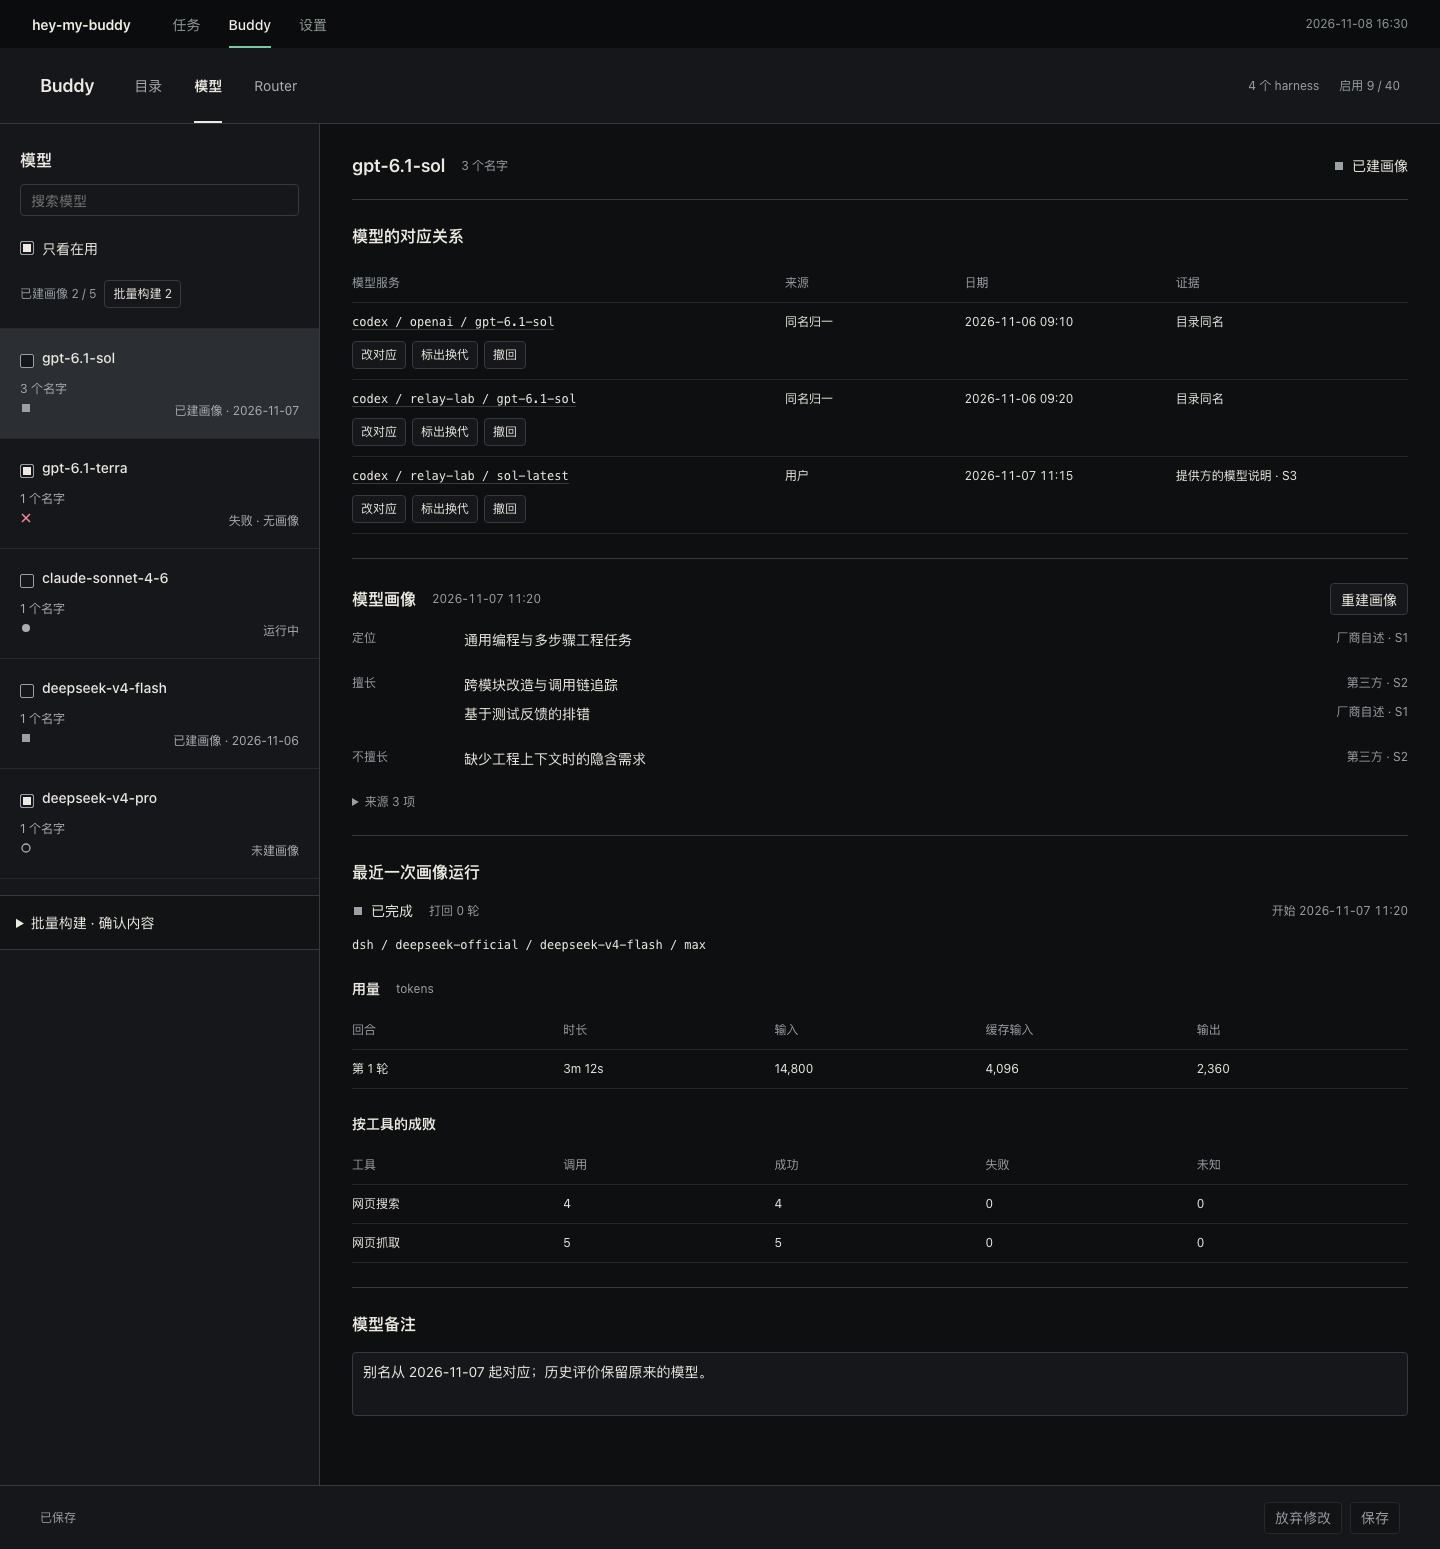 hey-my-buddy 任务 Buddy 设置 2026-11-08 16:30
Buddy 目录 模型 Router 4 个 harness 启用 9 / 40
模型
搜索模型
只看在用
已建画像 2 / 5 批量构建 2
gpt-6.1-sol
3 个名字
已建画像 · 2026-11-07
gpt-6.1-terra
1 个名字
失败 · 无画像
claude-sonnet-4-6
1 个名字
运行中
deepseek-v4-flash
1 个名字
已建画像 · 2026-11-06
deepseek-v4-pro
1 个名字
未建画像
批量构建 · 确认内容
gpt-6.1-sol 3 个名字 已建画像
模型的对应关系
模型服务 来源 日期 证据
codex / openai / gpt-6.1-sol 同名归一 2026-11-06 09:10 目录同名
改对应 标出换代 撤回
codex / relay-lab / gpt-6.1-sol 同名归一 2026-11-06 09:20 目录同名
改对应 标出换代 撤回
codex / relay-lab / sol-latest 用户 2026-11-07 11:15 提供方的模型说明 · S3
改对应 标出换代 撤回
模型画像 2026-11-07 11:20 重建画像
定位 通用编程与多步骤工程任务 厂商自述 · S1
擅长 跨模块改造与调用链追踪 第三方 · S2
基于测试反馈的排错 厂商自述 · S1
不擅长 缺少工程上下文时的隐含需求 第三方 · S2
来源 3 项
最近一次画像运行
已完成 打回 0 轮 开始 2026-11-07 11:20
dsh / deepseek-official / deepseek-v4-flash / max
用量 tokens
回合 时长 输入 缓存输入 输出
第 1 轮 3m 12s 14,800 4,096 2,360
按工具的成败
工具 调用 成功 失败 未知
网页搜索 4 4 0 0
网页抓取 5 5 0 0
模型备注
别名从 2026-11-07 起对应；历史评价保留原来的模型。
已保存 放弃修改 保存